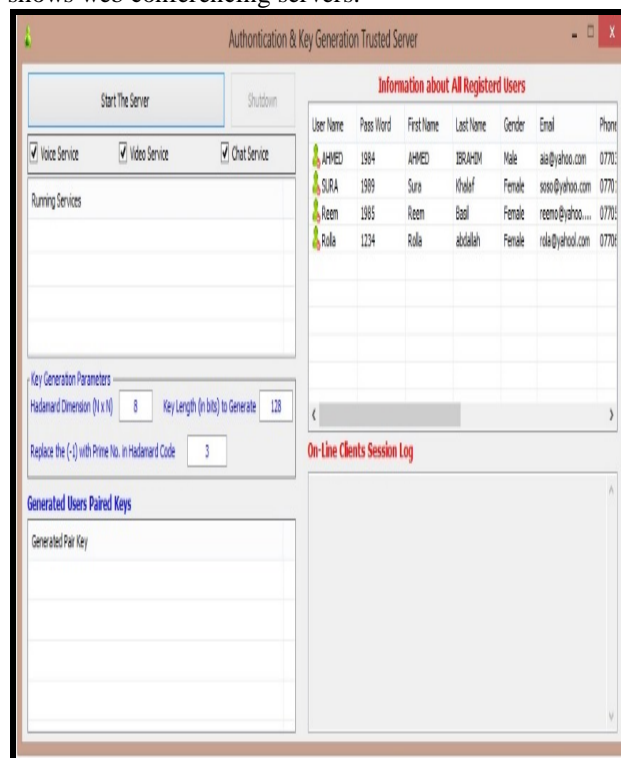 shows web conferencing servers.
Authontication & Key Generation Trusted Server
Start The Server
Shutdown
Voice Service
Video Service
Chat Service
Running Services
Key Generation Parameters
Hadamard Dimension (N x N) 8 Key Length (in bits) to Generate 128
Replace the (-1) with Prime No. in Hadamard Code 3
Generated Users Paired Keys
Generated Pair Key
Information about All Registerd Users
User Name Pass Word First Name Last Name Gender Email Phone
AHMED 1984 AHMED IBRAHIM Male aia@yahoo.com
SURA 1989 Sura Khalaf Female soso@yahoo.com
Reem 1985 Reem Basil Female reemo@yahoo....
Rolla 1234 Rolla abdallah Female rola@yahool.com
On-Line Clients Session Log